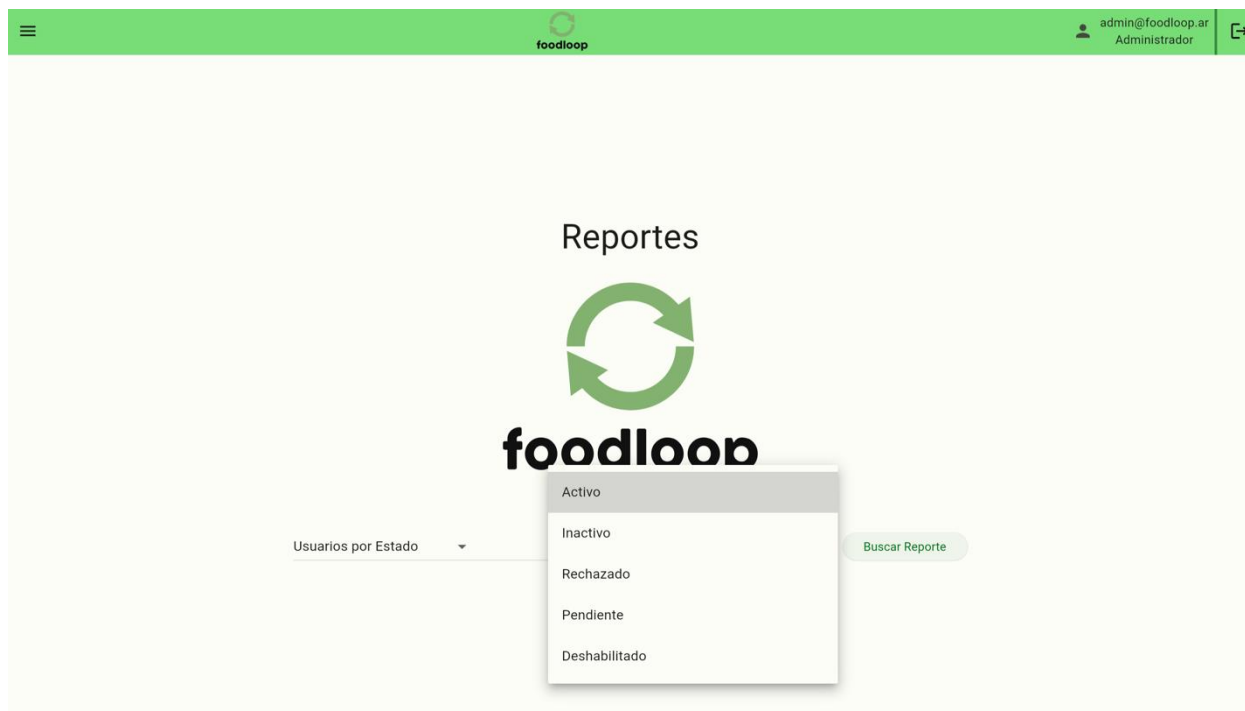 foodloop
admin@foodloop.ar
Administrador
Reportes
foodloop
Activo
Inactivo
Usuarios por Estado
Buscar Reporte
Rechazado
Pendiente
Deshabilitado